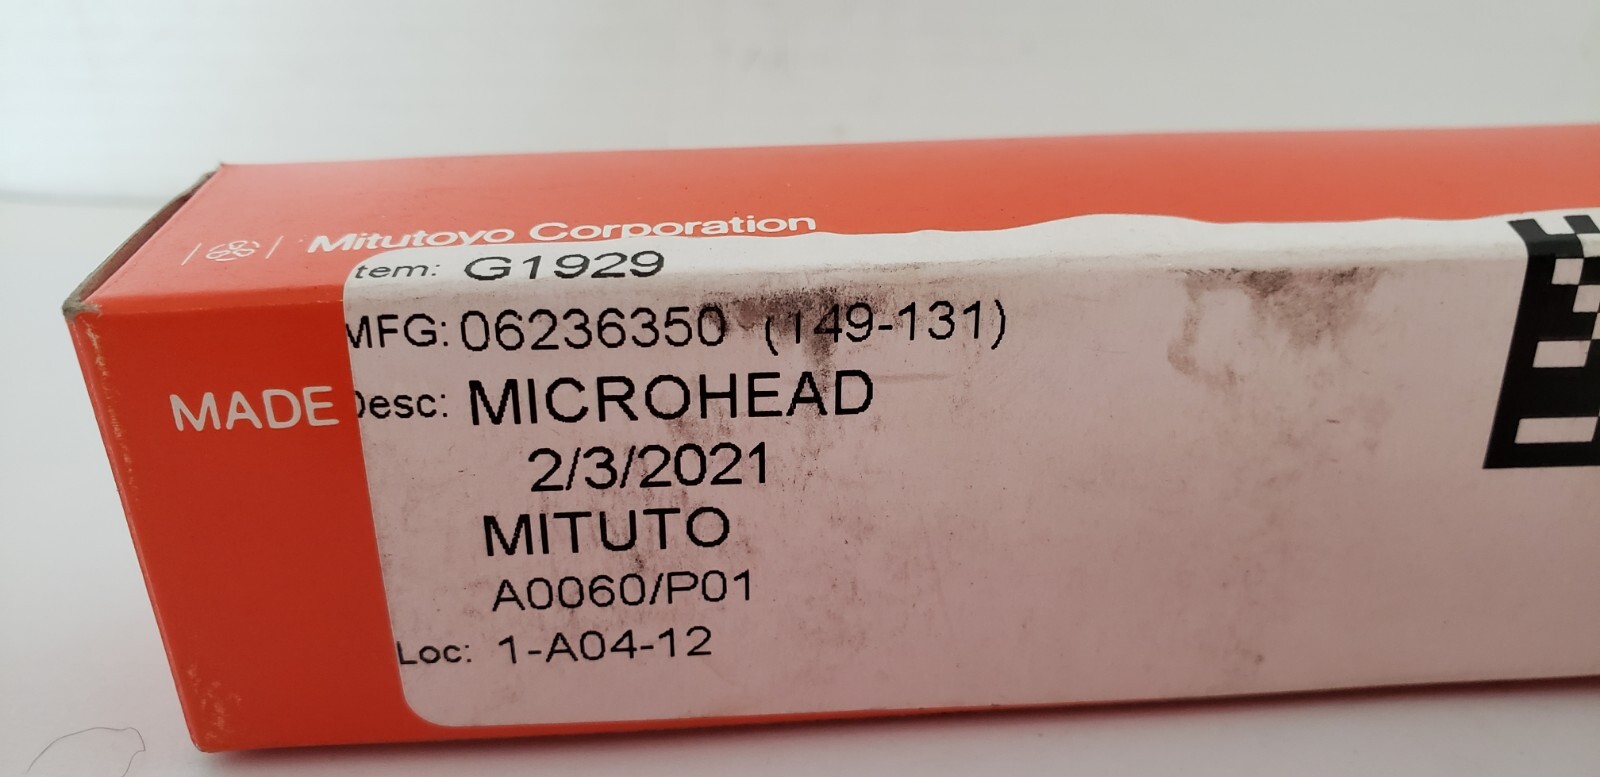 Mitutoyo Corporation
tem: G1929
MFG: 06236350 (149-131)
MADE
Desc: MICROHEAD
2/3/2021
MITUTO
A0060/P01
Loc: 1-A04-12